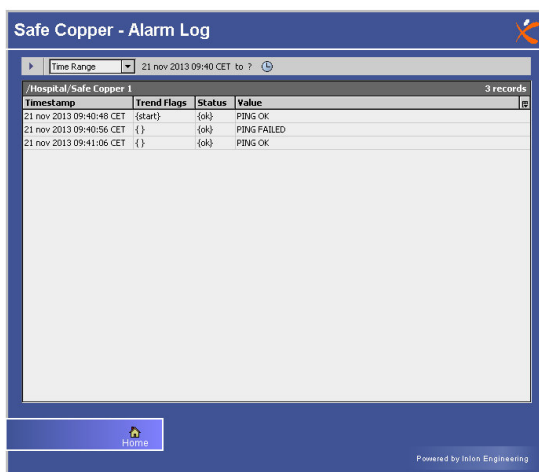 Safe Copper - Alarm Log
Time Range 21 nov 2013 09:40 CET to ?
/Hospital/Safe Copper 1 3 records
Timestamp Trend Flags Status Value
21 nov 2013 09:40:48 CET {start} {ok} PING OK
21 nov 2013 09:40:56 CET { } {ok} PING FAILED
21 nov 2013 09:41:06 CET { } {ok} PING OK
Home
Powered by Inlon Engineering